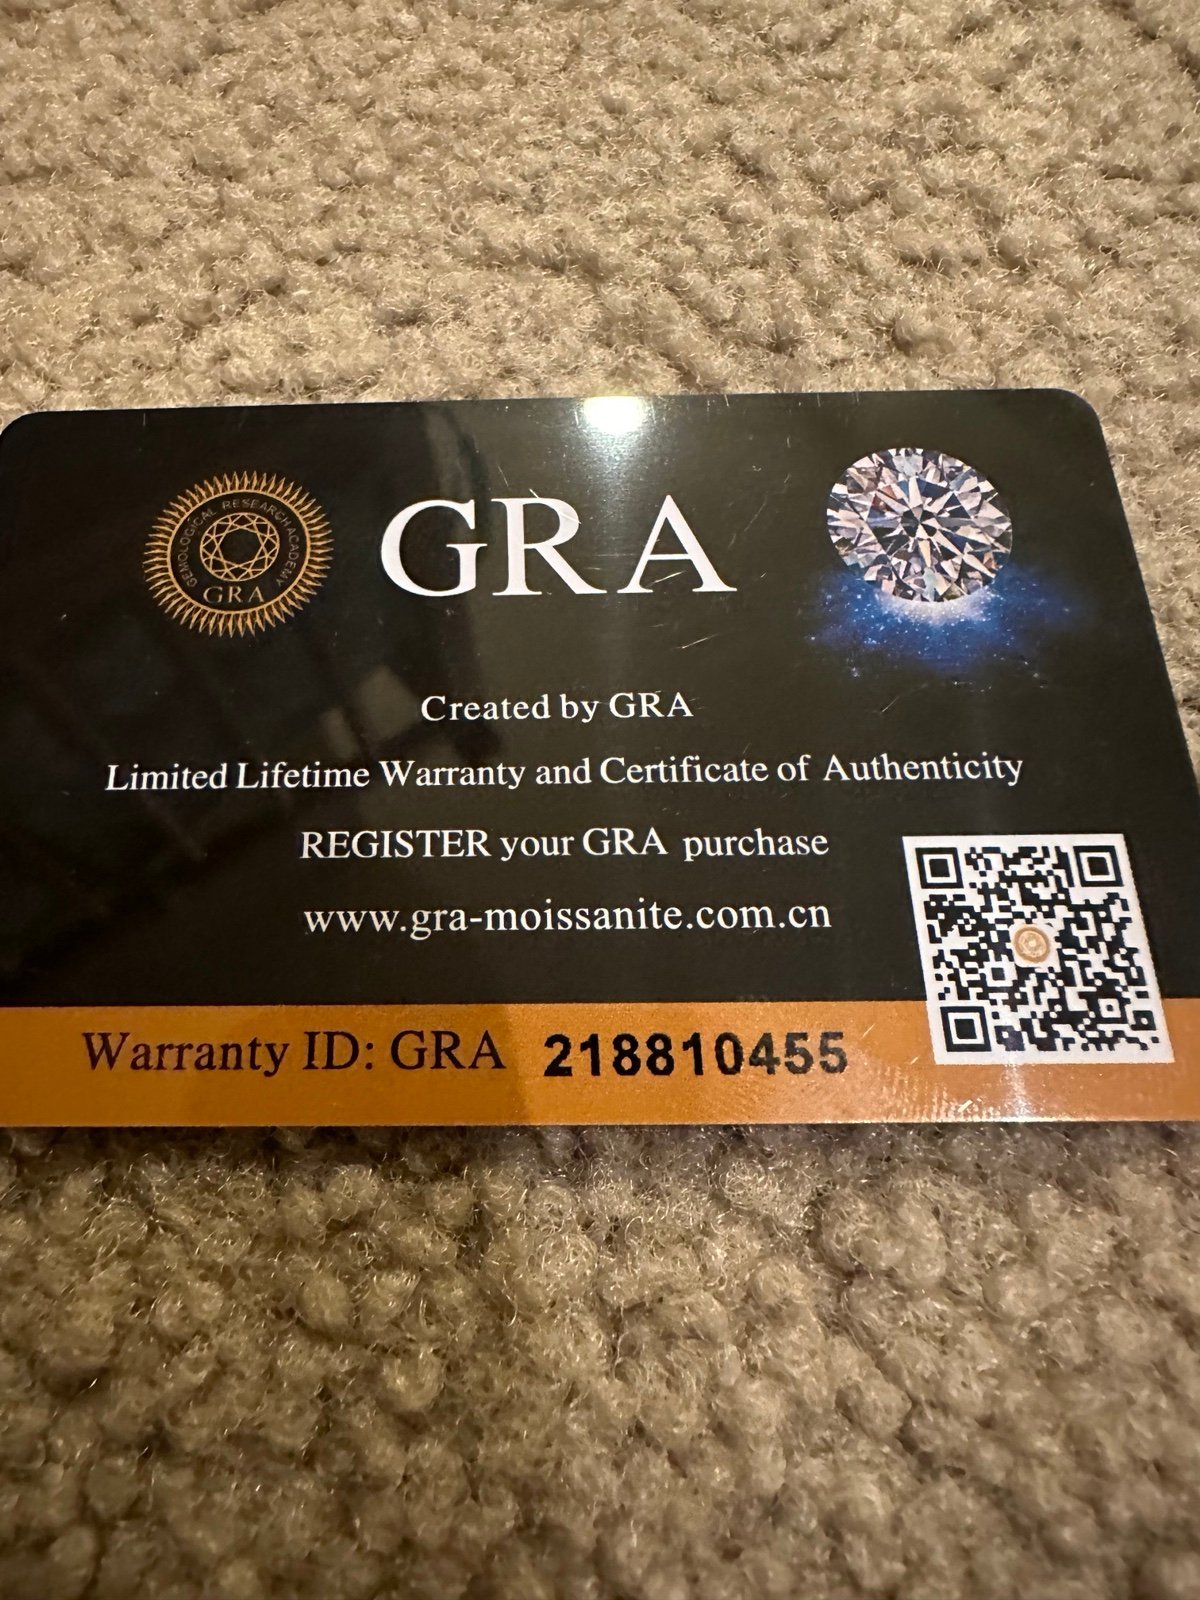 GEMOLOGICAL RESEARCH ACADEMY
GRA
GRA
Created by GRA
Limited Lifetime Warranty and Certificate of Authenticity
REGISTER your GRA purchase
www.gra-moissanite.com.cn
Warranty ID: GRA 218810455